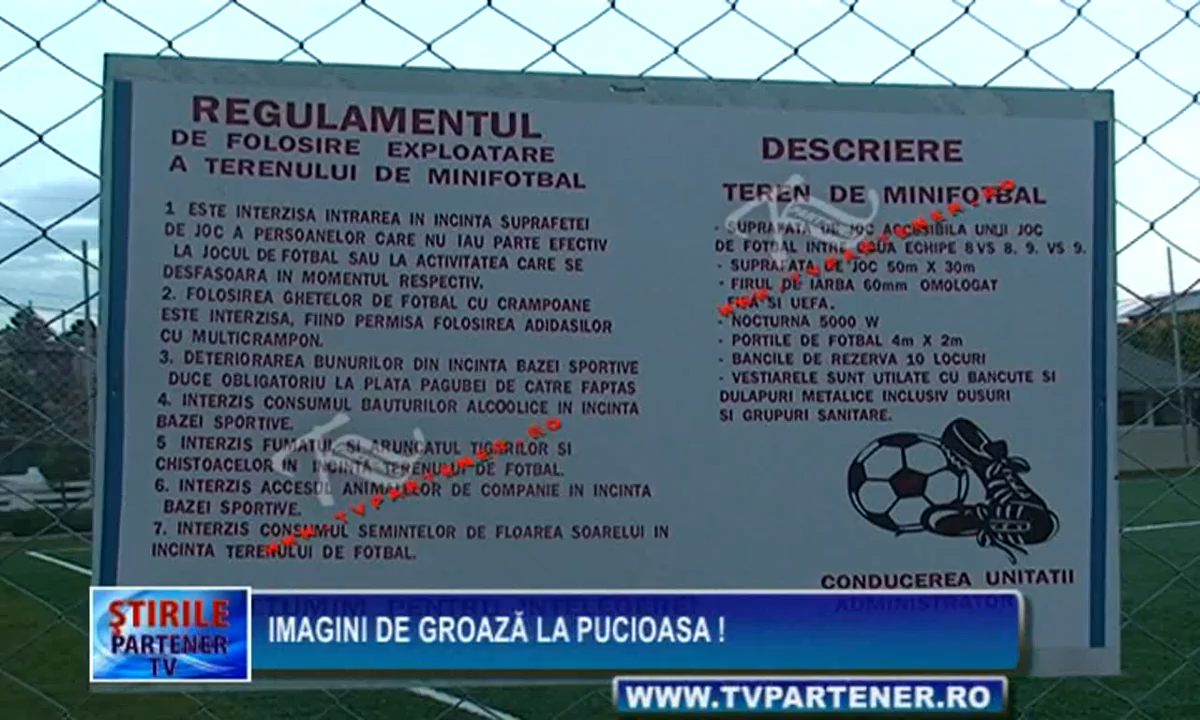 REGULAMENTUL
DE FOLOSIRE EXPLOATARE
A TERENULUI DE MINIFOTBAL
1 ESTE INTERZISA INTRAREA IN INCINTA SUPRAFETEI
DE JOC A PERSOANELOR CARE NU IAU PARTE EFECTIV
LA JOCUL DE FOTBAL SAU LA ACTIVITATEA CARE SE
DESFASOARA IN MOMENTUL RESPECTIV.
2. FOLOSIREA GHETELOR DE FOTBAL CU CRAMPOANE
ESTE INTERZISA, FIIND PERMISA FOLOSIREA ADIDASILOR
CU MULTICRAMPON.
3. DETERIORAREA BUNURILOR DIN INCINTA BAZEI SPORTIVE
DUCE OBLIGATORIU LA PLATA PAGUBEI DE CATRE FAPTAS
4. INTERZIS CONSUMUL BAUTURILOR ALCOOLICE IN INCINTA
BAZEI SPORTIVE.
5 INTERZIS FUMATUL SI ARUNCATUL TIGARILOR SI
CHISTOACELOR IN INCINTA TERENULUI DE FOTBAL.
6. INTERZIS ACCESUL ANIMALELOR DE COMPANIE IN INCINTA
BAZEI SPORTIVE.
7. INTERZIS CONSUMUL SEMINTELOR DE FLOAREA SOARELUI IN
INCINTA TERENULUI DE FOTBAL.
DESCRIERE
TEREN DE MINIFOTBAL
- SUPRAFATA DE JOC ACCESIBILA UNUI JOC
DE FOTBAL INTRE DOUA ECHIPE 8 VS 8. 9. VS 9.
- SUPRAFATA DE JOC 50m X 30m
- FIRUL DE IARBA 60mm OMOLOGAT
FIFA SI UEFA.
- NOCTURNA 5000 W
- PORTILE DE FOTBAL 4m X 2m
- BANCILE DE REZERVA 10 LOCURI
- VESTIARELE SUNT UTILATE CU BANCUTE SI
DULAPURI METALICE INCLUSIV DUSURI
SI GRUPURI SANITARE.
CONDUCEREA UNITATII
ADMINISTRATOR
PENTRU INTELEGERE!
ŞTIRILE
PARTENER
TV
IMAGINI DE GROAZĂ LA PUCIOASA !
WWW.TVPARTENER.RO